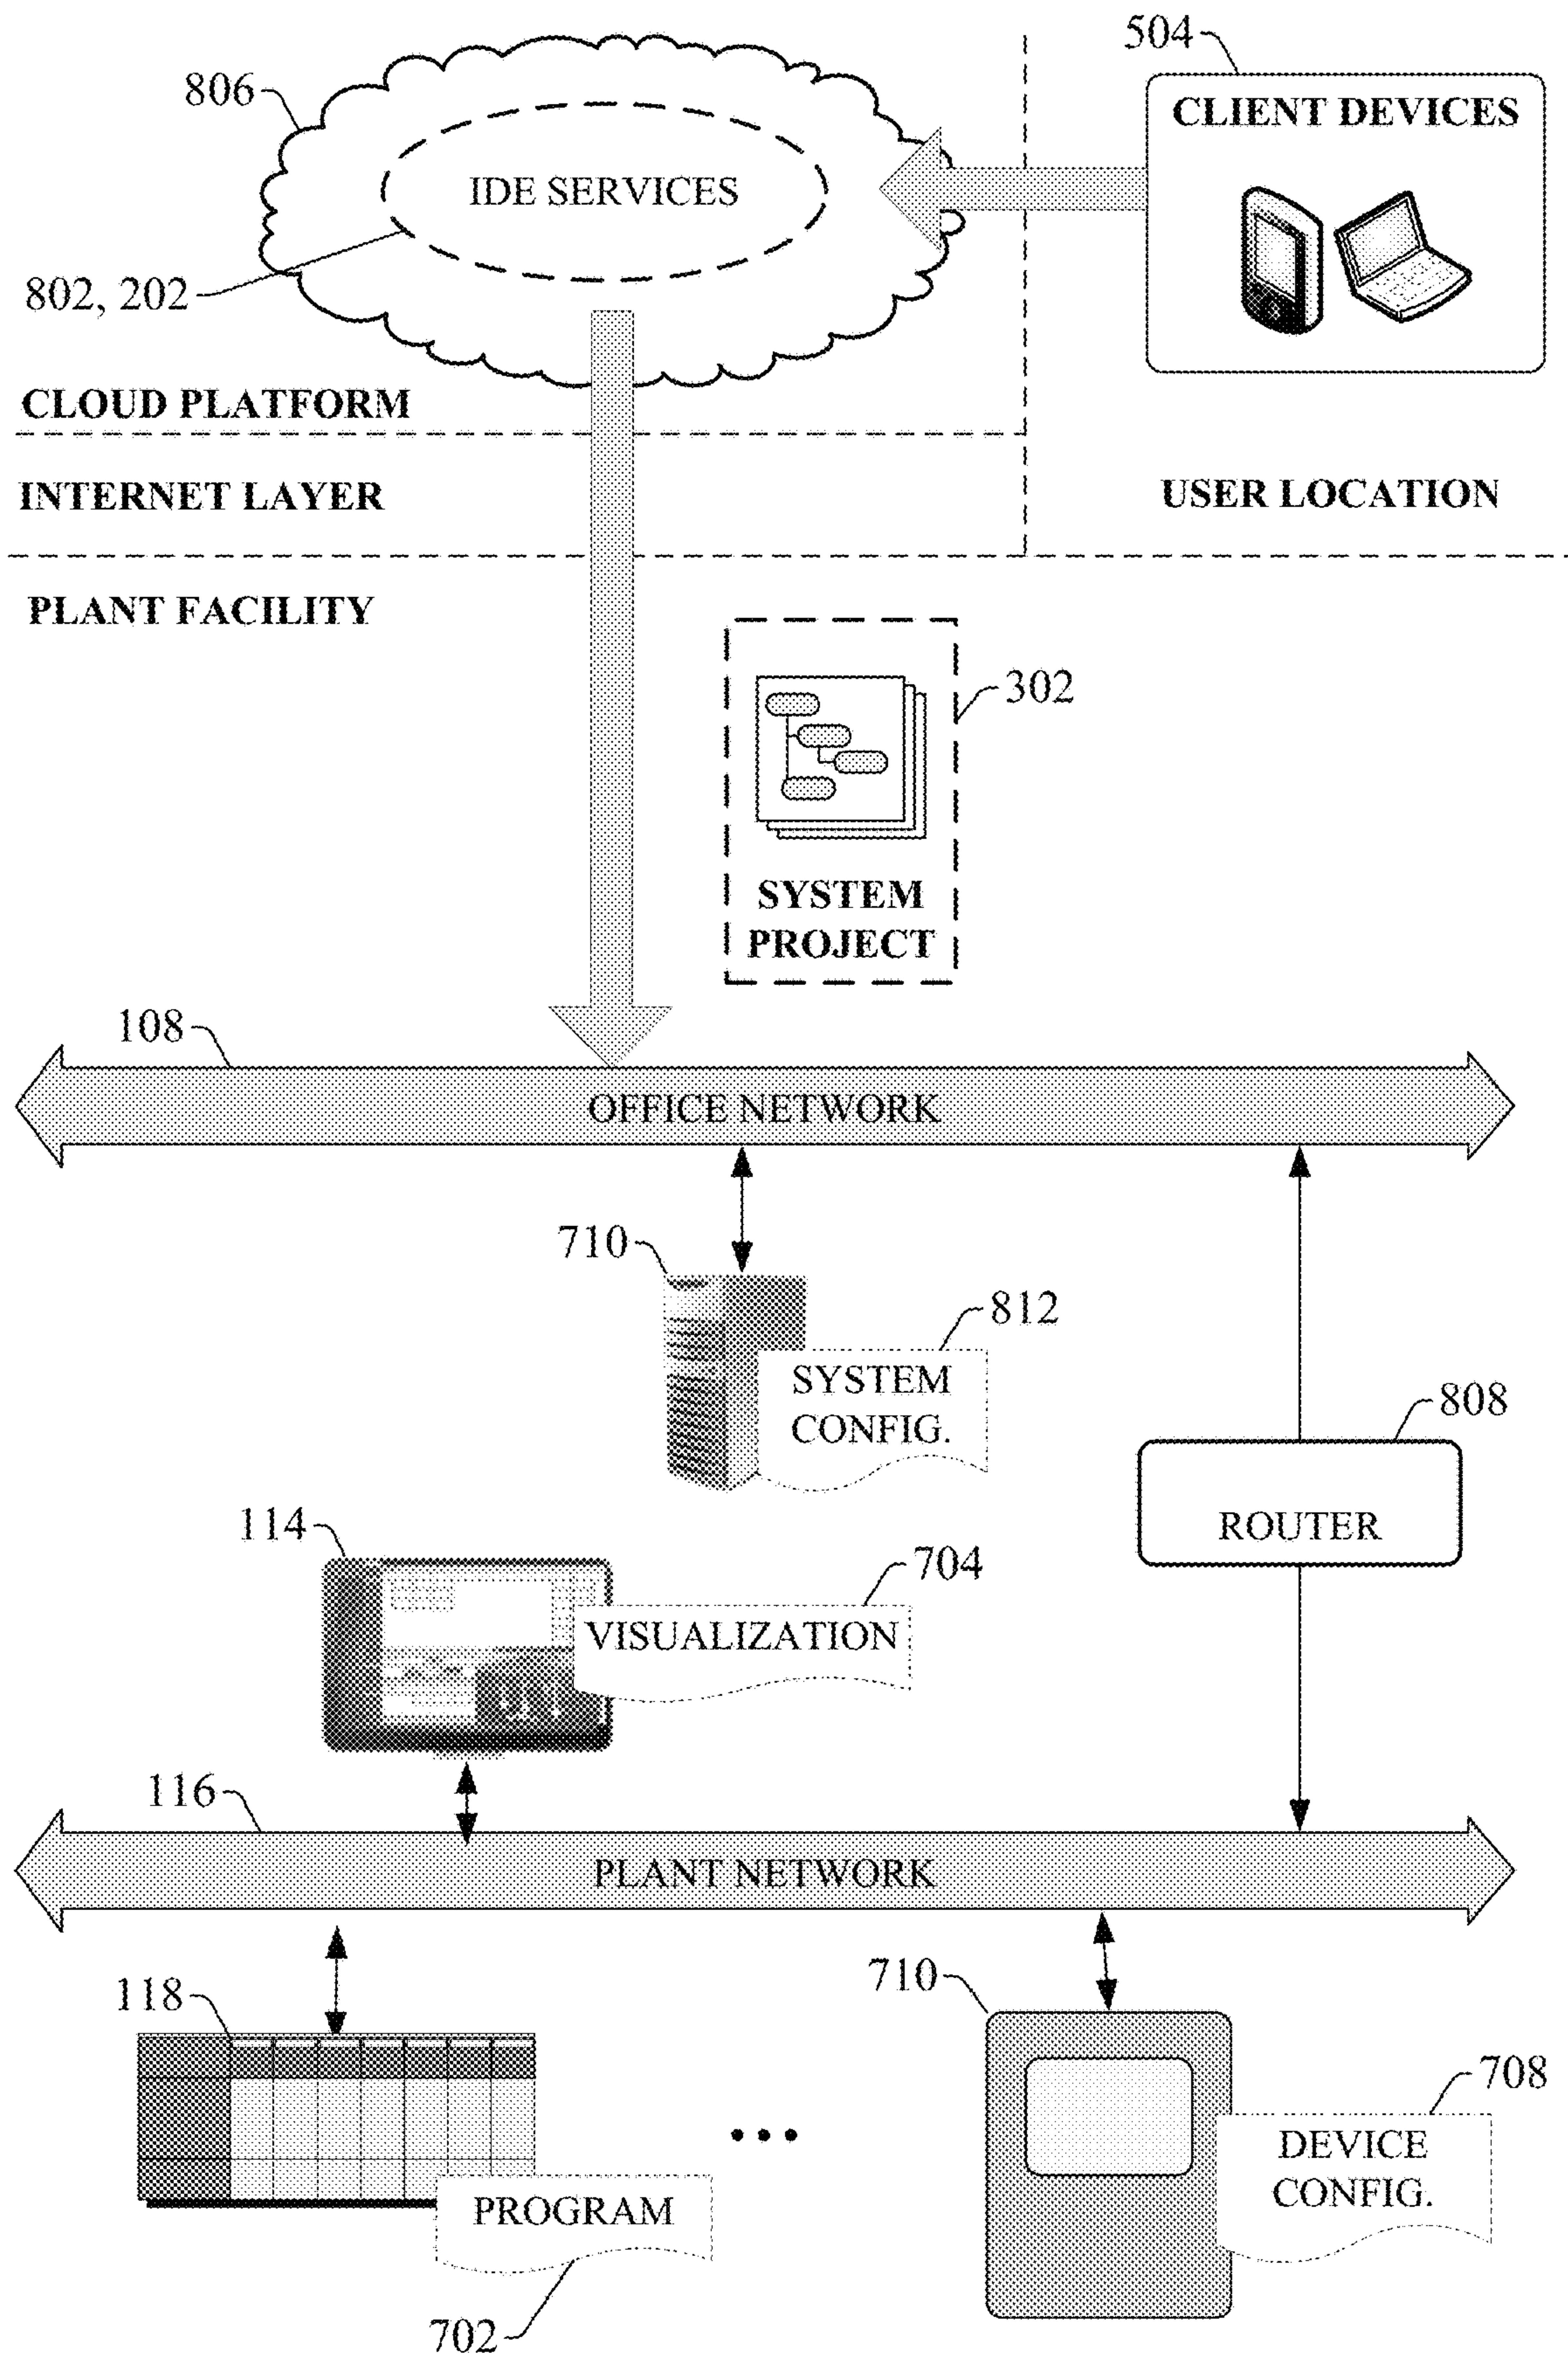 504
CLIENT DEVICES
806
IDE SERVICES
802, 202
CLOUD PLATFORM
INTERNET LAYER
USER LOCATION
PLANT FACILITY
302
SYSTEM
PROJECT
108
OFFICE NETWORK
710
812
SYSTEM
CONFIG.
808
ROUTER
114
704
VISUALIZATION
116
PLANT NETWORK
118
710
708
DEVICE
CONFIG.
PROGRAM
702